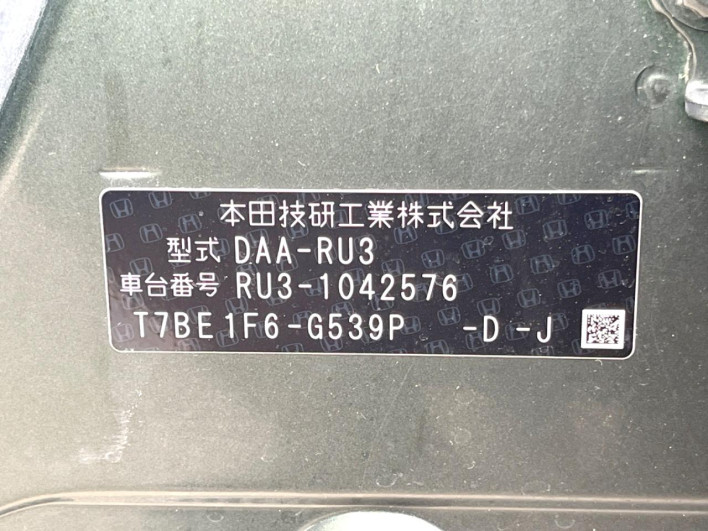 本田技研工業株式会社
型式 DAA-RU3
車台番号 RU3-1042576
T7BE1F6-G539P -D-J